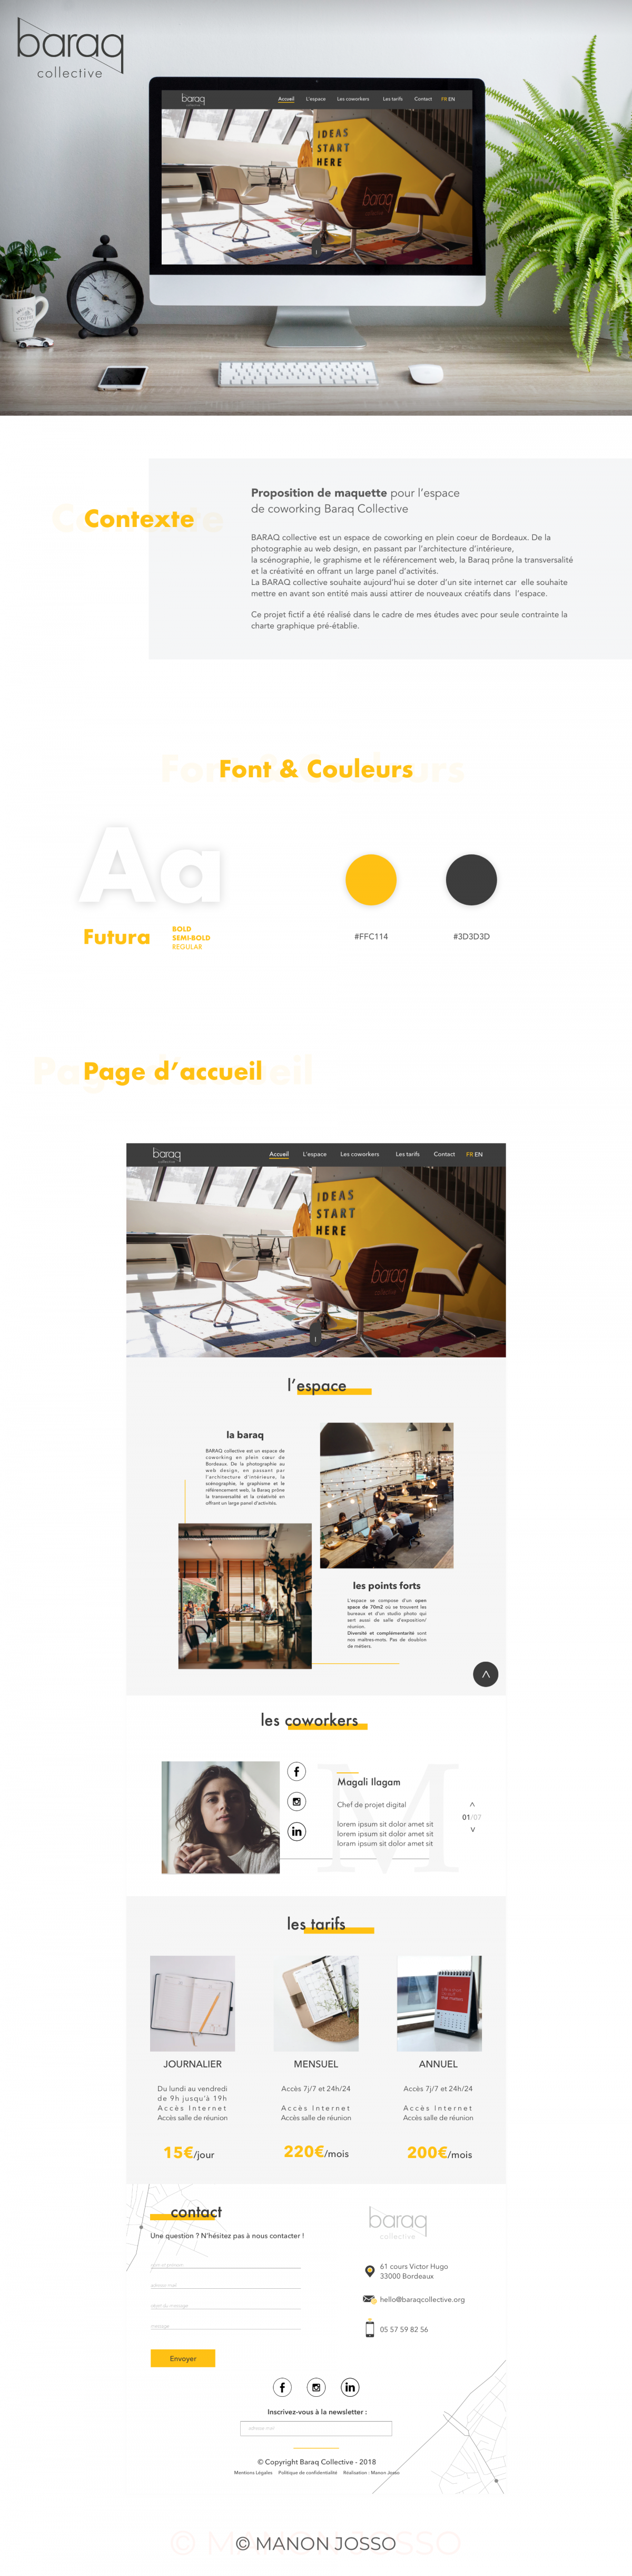 baraq
collective
baraq
collective
Accueil L'espace Les coworkers Les tarifs Contact FR EN
IDEAS
START
HERE
baraq
collective
Contexte
Proposition de maquette pour l'espace
de coworking Baraq Collective
BARAQ collective est un espace de coworking en plein coeur de Bordeaux. De la
photographie au web design, en passant par l'architecture d'intérieure,
la scénographie, le graphisme et le référencement web, la Baraq prône la transversalité
et la créativité en offrant un large panel d'activités.
La BARAQ collective souhaite aujourd'hui se doter d'un site internet car elle souhaite
mettre en avant son entité mais aussi attirer de nouveaux créatifs dans l'espace.
Ce projet fictif a été réalisé dans le cadre de mes études avec pour seule contrainte la
charte graphique pré-établie.
Font & Couleurs
Aa
Futura
BOLD
SEMI-BOLD
REGULAR
#FFC114
#3D3D3D
Page d'accueil
baraq
collective
Accueil L'espace Les coworkers Les tarifs Contact FR EN
IDEAS
START
HERE
baraq
collective
l'espace
la baraq
BARAQ collective est un espace de
coworking en plein cœur de
Bordeaux. De la photographie au
web design, en passant par
l'architecture d'intérieure, la
scénographie, le graphisme et le
référencement web, la Baraq prône
la transversalité et la créativité en
offrant un large panel d'activités.
les points forts
L'espace se compose d'un open
space de 70m2 où se trouvent les
bureaux et d'un studio photo qui
sert aussi de salle d'exposition/
réunion.
Diversité et complémentarité sont
nos maîtres-mots. Pas de doublon
de métiers.
les coworkers
M
Magali Ilagam
Chef de projet digital
lorem ipsum sit dolor amet sit
lorem ipsum sit dolor amet sit
loram ipsum sit dolor amet sit
01/07
les tarifs
JOURNALIER
Du lundi au vendredi
de 9h jusqu'à 19h
Accès Internet
Accès salle de réunion
15€/jour
MENSUEL
Accès 7j/7 et 24h/24
Accès Internet
Accès salle de réunion
220€/mois
ANNUEL
Accès 7j/7 et 24h/24
Accès Internet
Accès salle de réunion
200€/mois
contact
Une question ? N'hésitez pas à nous contacter !
nom et prénom
adresse mail
objet du message
message
Envoyer
baraq
collective
61 cours Victor Hugo
33000 Bordeaux
hello@baraqcollective.org
05 57 59 82 56
Inscrivez-vous à la newsletter :
adresse mail
© Copyright Baraq Collective - 2018
Mentions Légales Politique de confidentialité Réalisation : Manon Josso
© MANON JOSSO